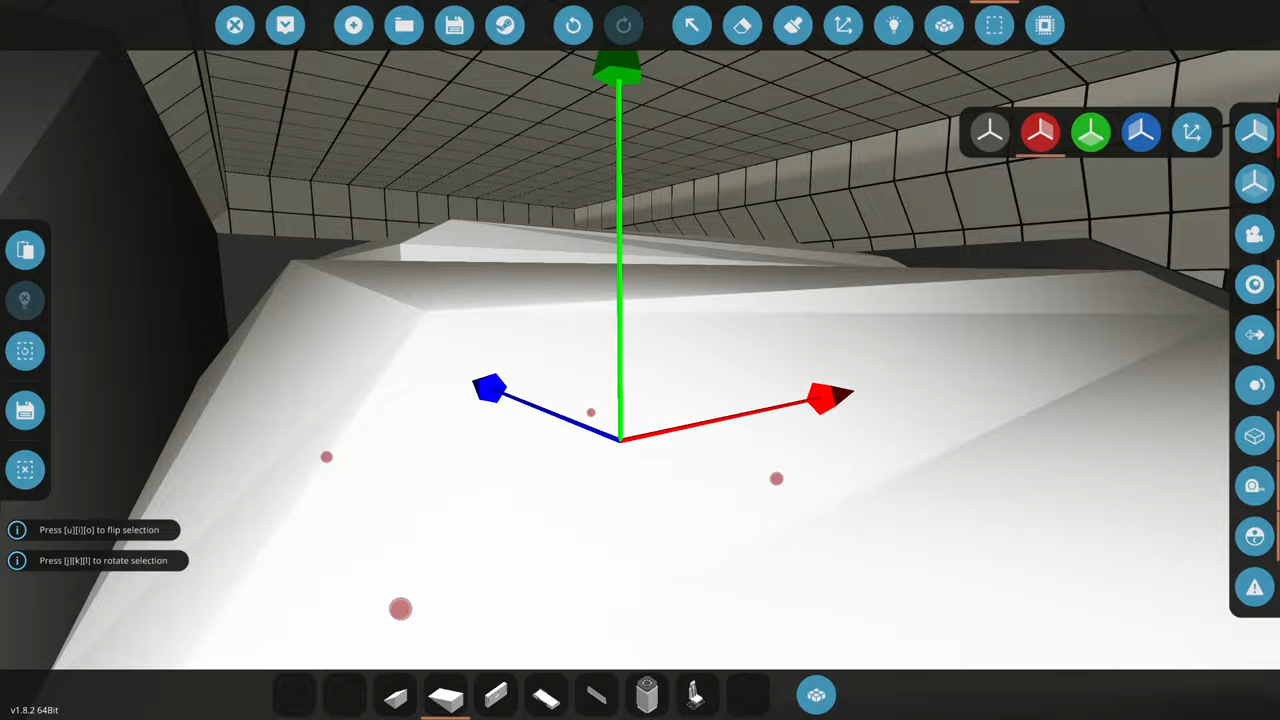 Press [u][i][o] to flip selection
Press [j][k][l] to rotate selection
v1.8.2 64Bit